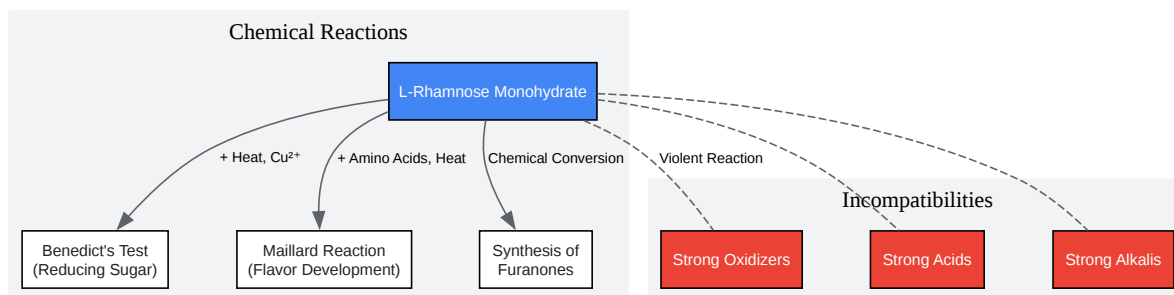 Chemical Reactions
L-Rhamnose Monohydrate
+ Heat, Cu²⁺
+ Amino Acids, Heat
Chemical Conversion
Violent Reaction
Incompatibilities
Benedict's Test
(Reducing Sugar)
Maillard Reaction
(Flavor Development)
Synthesis of
Furanones
Strong Oxidizers
Strong Acids
Strong Alkalis